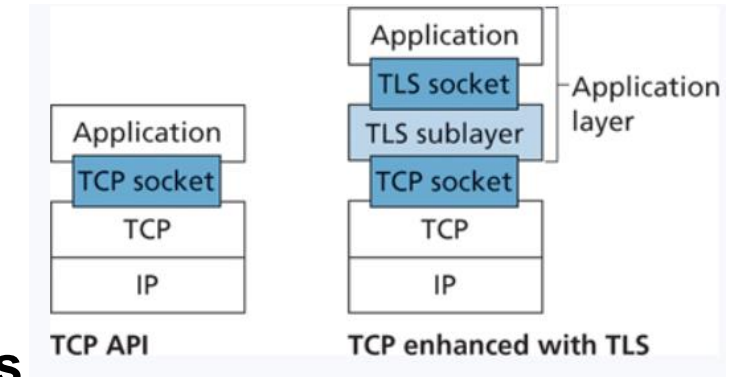 Application
TCP socket
TCP
IP
TCP API
Application
TLS socket
TLS sublayer
TCP socket
TCP
IP
TCP enhanced with TLS
Application
layer
s